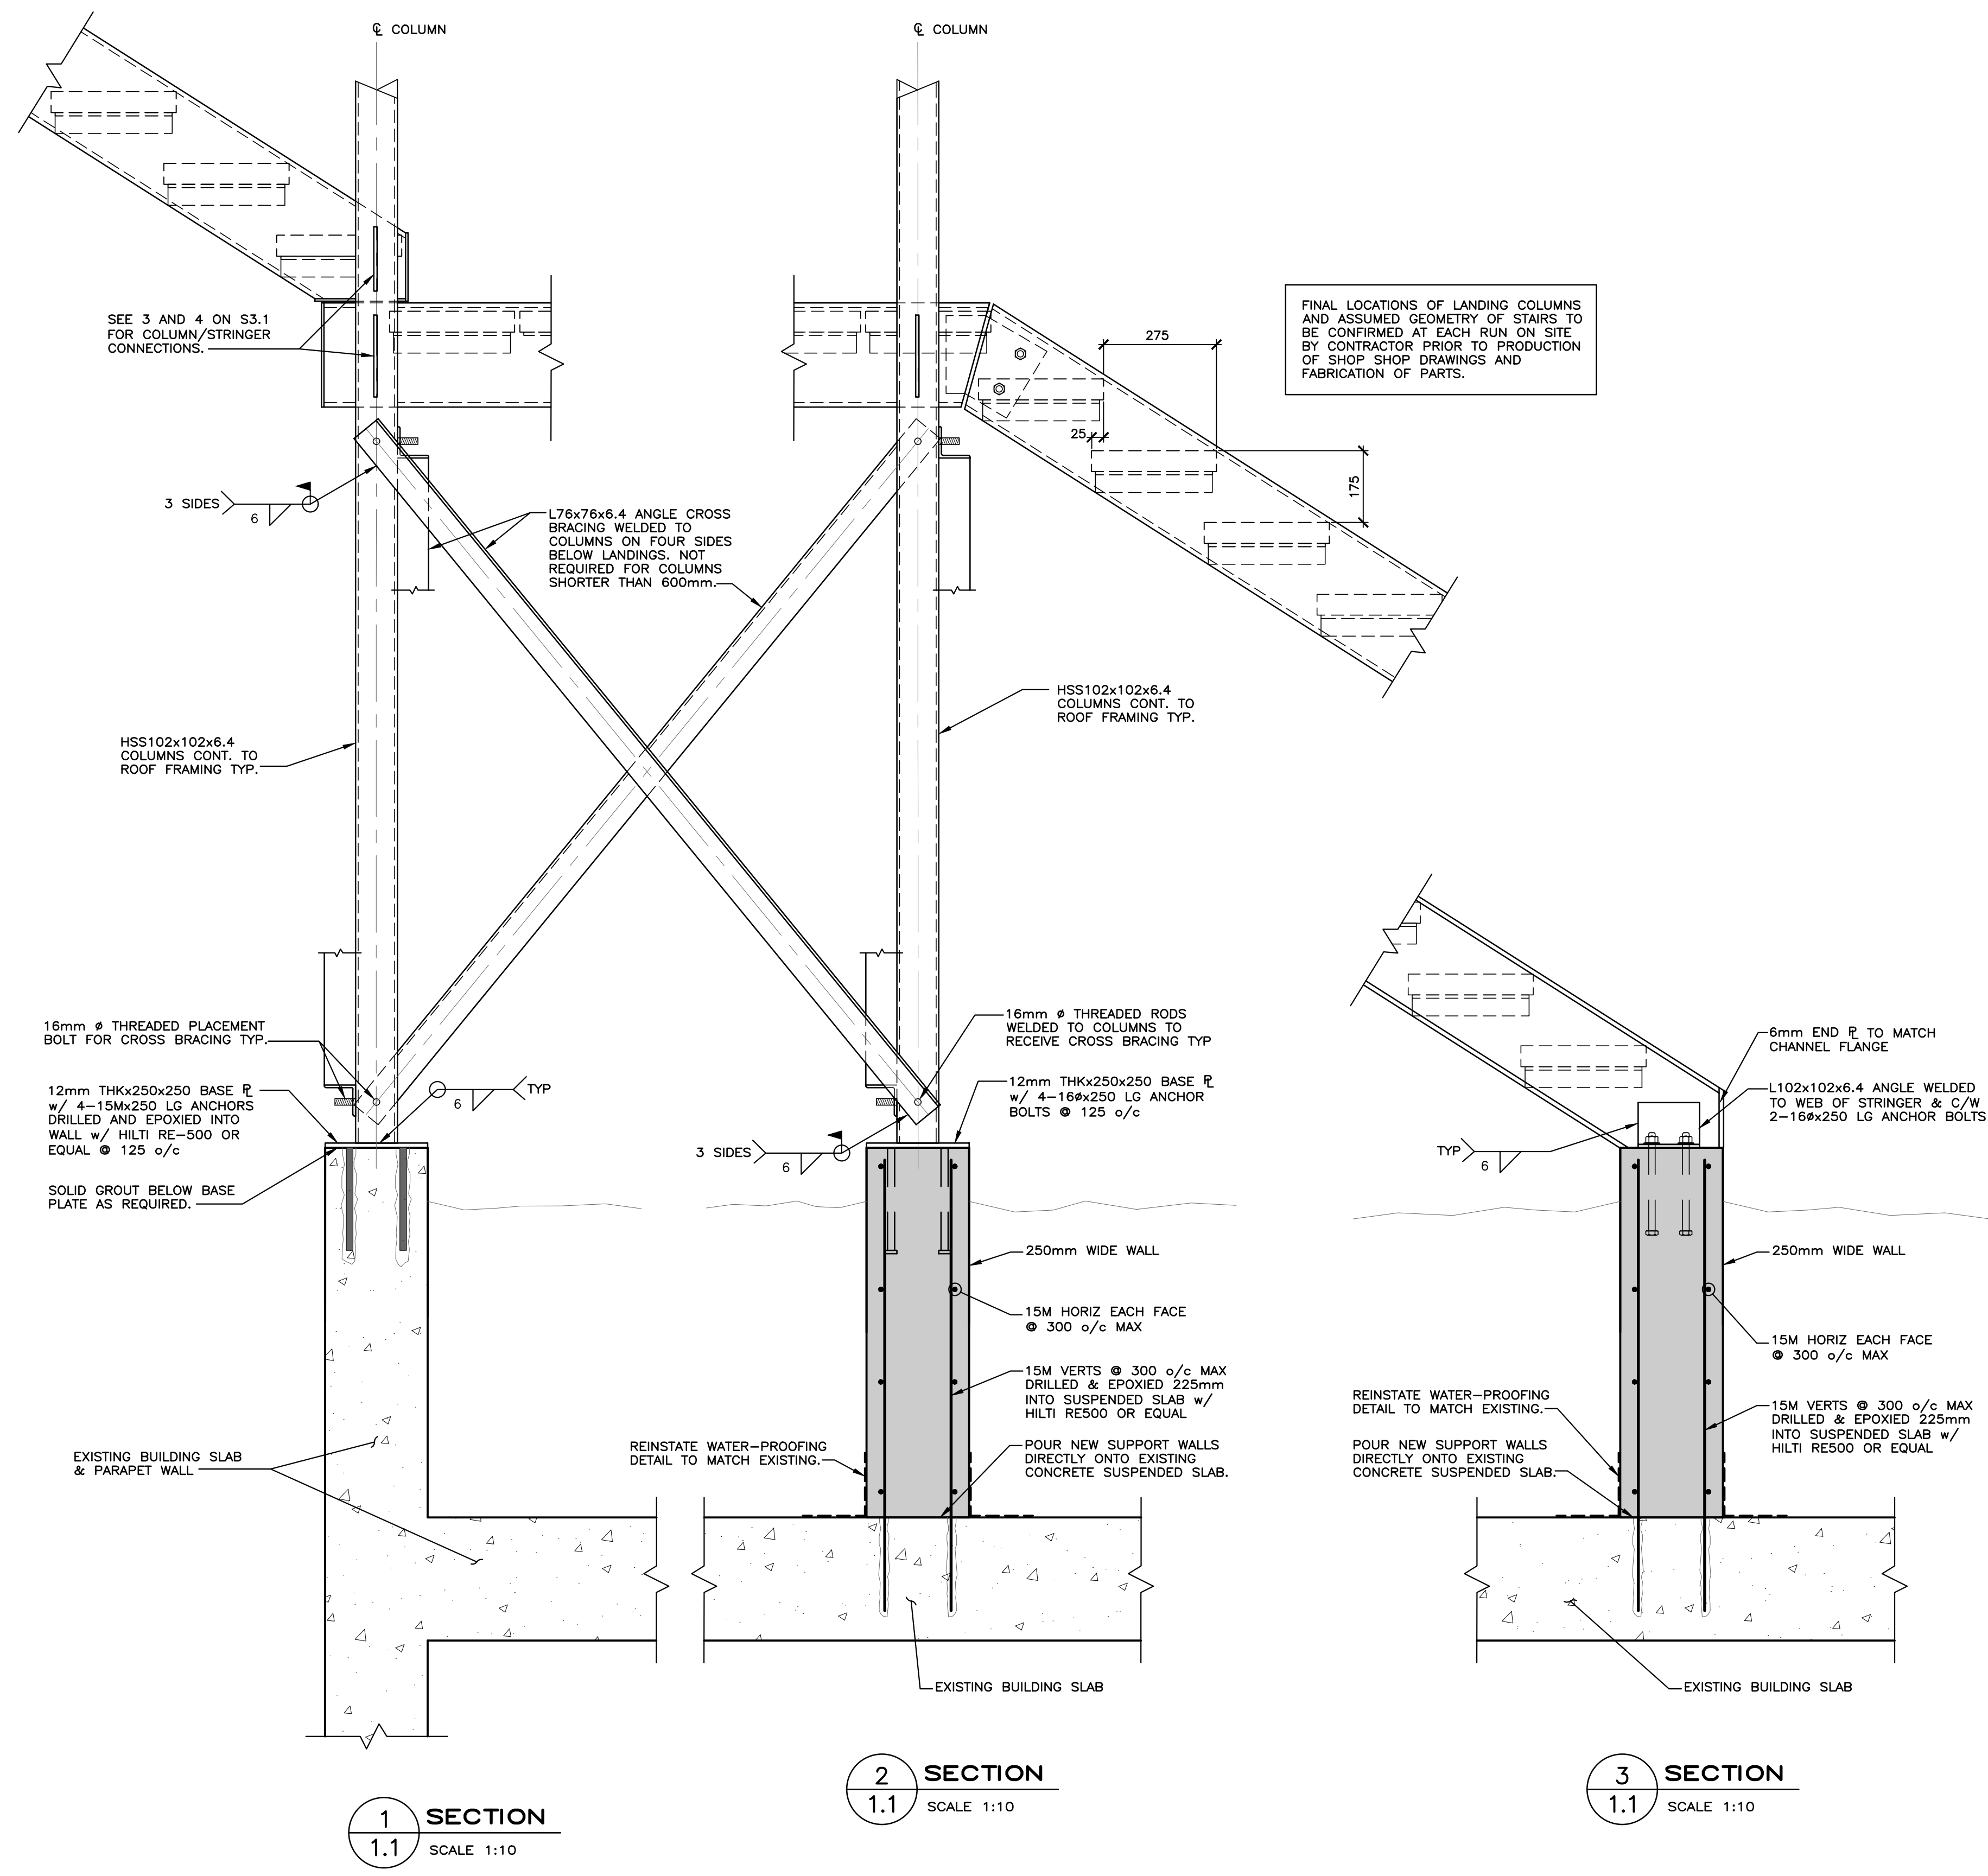 ℄ COLUMN
℄ COLUMN
SEE 3 AND 4 ON S3.1
FOR COLUMN/STRINGER
CONNECTIONS.
275
25
175
FINAL LOCATIONS OF LANDING COLUMNS
AND ASSUMED GEOMETRY OF STAIRS TO
BE CONFIRMED AT EACH RUN ON SITE
BY CONTRACTOR PRIOR TO PRODUCTION
OF SHOP SHOP DRAWINGS AND
FABRICATION OF PARTS.
3 SIDES
6
L76x76x6.4 ANGLE CROSS
BRACING WELDED TO
COLUMNS ON FOUR SIDES
BELOW LANDINGS. NOT
REQUIRED FOR COLUMNS
SHORTER THAN 600mm.
HSS102x102x6.4
COLUMNS CONT. TO
ROOF FRAMING TYP.
HSS102x102x6.4
COLUMNS CONT. TO
ROOF FRAMING TYP.
16mm ø THREADED PLACEMENT
BOLT FOR CROSS BRACING TYP.
12mm THKx250x250 BASE ⅊
w/ 4-15Mx250 LG ANCHORS
DRILLED AND EPOXIED INTO
WALL w/ HILTI RE-500 OR
EQUAL @ 125 o/c
SOLID GROUT BELOW BASE
PLATE AS REQUIRED.
TYP
6
EXISTING BUILDING SLAB
& PARAPET WALL
16mm ø THREADED RODS
WELDED TO COLUMNS TO
RECEIVE CROSS BRACING TYP
12mm THKx250x250 BASE ⅊
w/ 4-16øx250 LG ANCHOR
BOLTS @ 125 o/c
3 SIDES
6
250mm WIDE WALL
15M HORIZ EACH FACE
@ 300 o/c MAX
15M VERTS @ 300 o/c MAX
DRILLED & EPOXIED 225mm
INTO SUSPENDED SLAB w/
HILTI RE500 OR EQUAL
REINSTATE WATER-PROOFING
DETAIL TO MATCH EXISTING.
POUR NEW SUPPORT WALLS
DIRECTLY ONTO EXISTING
CONCRETE SUSPENDED SLAB.
EXISTING BUILDING SLAB
6mm END ⅊ TO MATCH
CHANNEL FLANGE
L102x102x6.4 ANGLE WELDED
TO WEB OF STRINGER & C/W
2-16øx250 LG ANCHOR BOLTS
TYP
6
250mm WIDE WALL
15M HORIZ EACH FACE
@ 300 o/c MAX
REINSTATE WATER-PROOFING
DETAIL TO MATCH EXISTING.
15M VERTS @ 300 o/c MAX
DRILLED & EPOXIED 225mm
INTO SUSPENDED SLAB w/
HILTI RE500 OR EQUAL
POUR NEW SUPPORT WALLS
DIRECTLY ONTO EXISTING
CONCRETE SUSPENDED SLAB.
EXISTING BUILDING SLAB
1
1.1
SECTION
SCALE 1:10
2
1.1
SECTION
SCALE 1:10
3
1.1
SECTION
SCALE 1:10